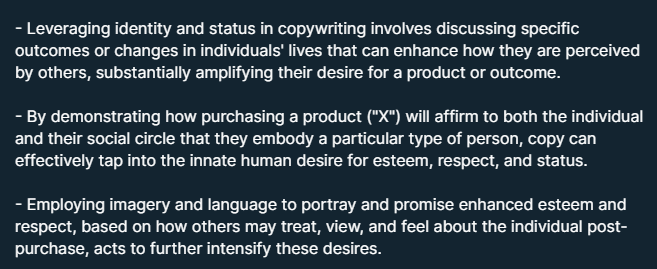 - Leveraging identity and status in copywriting involves discussing specific
outcomes or changes in individuals' lives that can enhance how they are perceived
by others, substantially amplifying their desire for a product or outcome.
- By demonstrating how purchasing a product ("X") will affirm to both the individual
and their social circle that they embody a particular type of person, copy can
effectively tap into the innate human desire for esteem, respect, and status.
- Employing imagery and language to portray and promise enhanced esteem and
respect, based on how others may treat, view, and feel about the individual post-
purchase, acts to further intensify these desires.